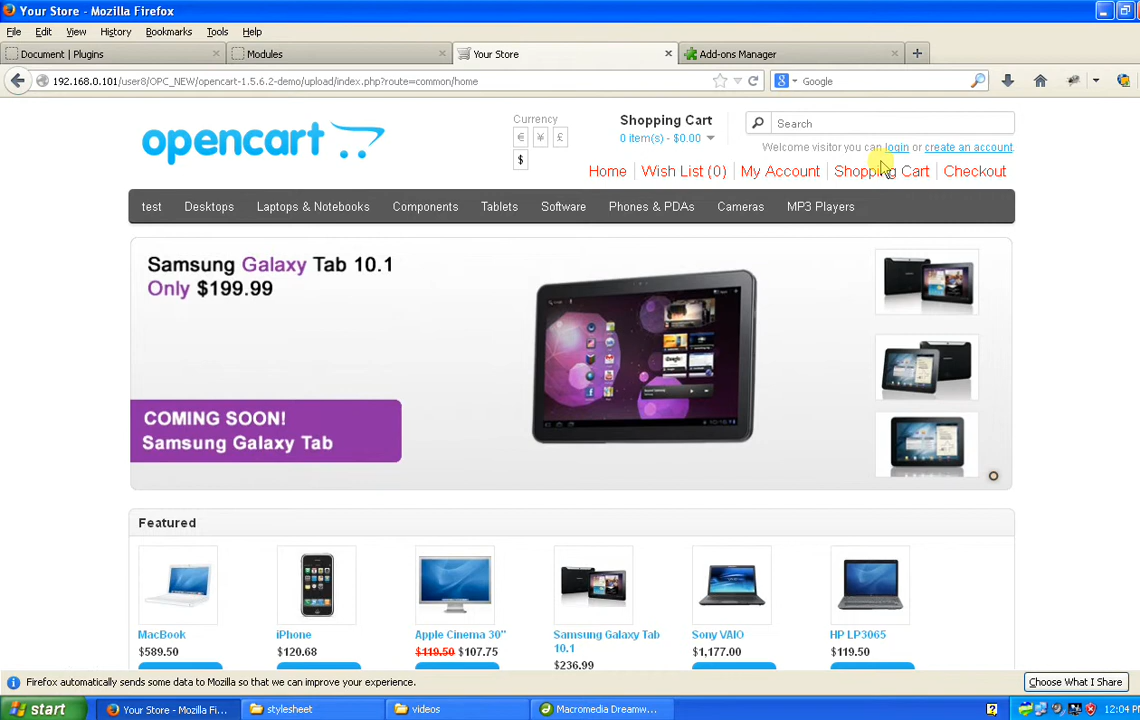 Your Store - Mozilla Firefox
File Edit View History Bookmarks Tools Help
Document | Plugins
Modules
Your Store
Add-ons Manager
192.168.0.101/user8/OPC_NEW/opencart-1.5.6.2-demo/upload/index.php?route=common/home
Google
opencart
Currency
€ ¥ £
$
Shopping Cart
0 item(s) - $0.00
Search
Welcome visitor you can login or create an account.
Home Wish List (0) My Account Shopping Cart Checkout
test Desktops Laptops & Notebooks Components Tablets Software Phones & PDAs Cameras MP3 Players
Samsung Galaxy Tab 10.1
Only $199.99
COMING SOON!
Samsung Galaxy Tab
Featured
MacBook
$589.50
iPhone
$120.68
Apple Cinema 30"
$119.50 $107.75
Samsung Galaxy Tab
10.1
$236.99
Sony VAIO
$1,177.00
HP LP3065
$119.50
Firefox automatically sends some data to Mozilla so that we can improve your experience.
Choose What I Share
start
Your Store - Mozilla Fi...
stylesheet
videos
Macromedia Dreamw...
12:04 PM